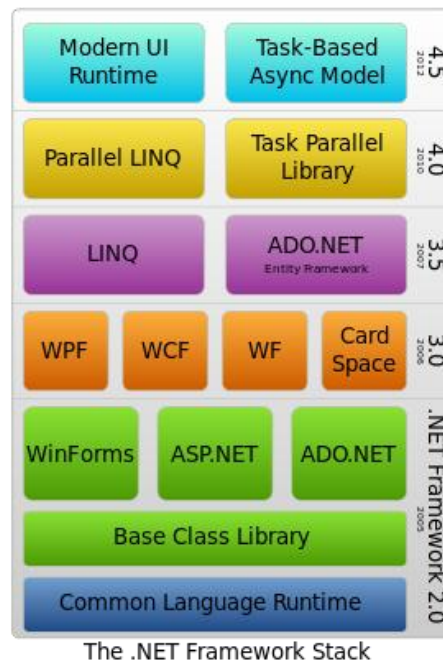 Modern UI
Runtime
Task-Based
Async Model
4.5
2012
Parallel LINQ
Task Parallel
Library
4.0
2010
LINQ
ADO.NET
Entity Framework
3.5
2007
WPF
WCF
WF
Card
Space
3.0
2006
WinForms
ASP.NET
ADO.NET
Base Class Library
Common Language Runtime
.NET Framework 2.0
2005
The .NET Framework Stack